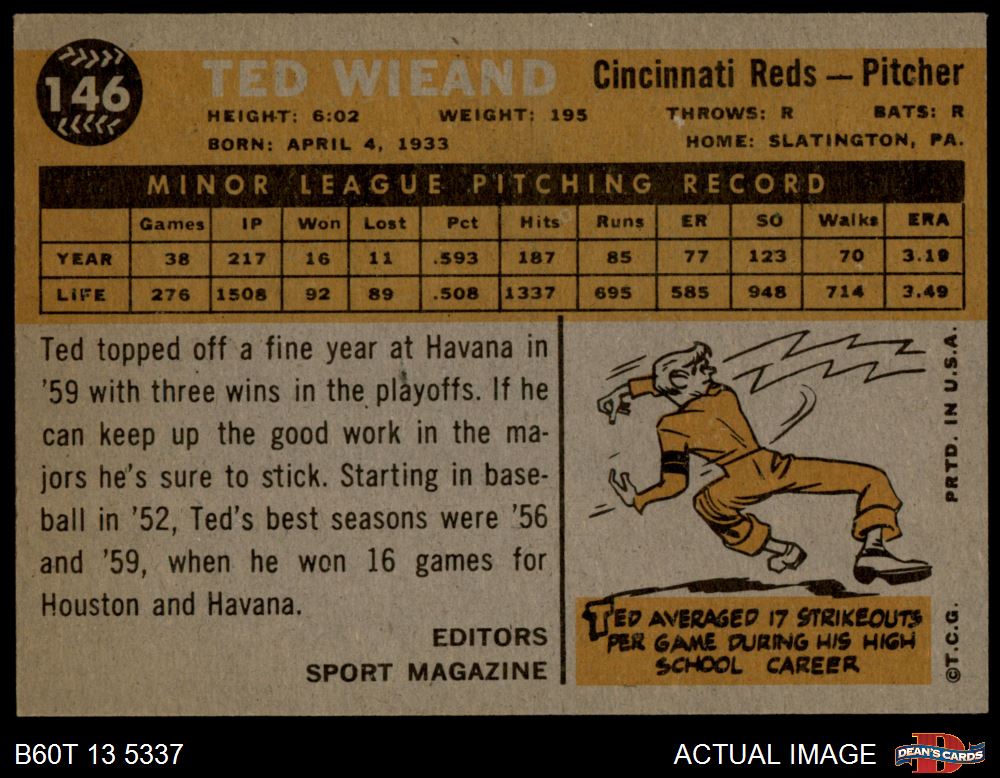 146
TED WIEAND
Cincinnati Reds — Pitcher
HEIGHT: 6:02 WEIGHT: 195 THROWS: R BATS: R
BORN: APRIL 4, 1933 HOME: SLATINGTON, PA.
MINOR LEAGUE PITCHING RECORD
Games IP Won Lost Pct Hits Runs ER SO Walks ERA
YEAR 38 217 16 11 .593 187 85 77 123 70 3.19
LIFE 276 1508 92 89 .508 1337 695 585 948 714 3.49
Ted topped off a fine year at Havana in
'59 with three wins in the playoffs. If he
can keep up the good work in the ma-
jors he's sure to stick. Starting in base-
ball in '52, Ted's best seasons were '56
and '59, when he won 16 games for
Houston and Havana.
EDITORS
SPORT MAGAZINE
TED AVERAGED 17 STRIKEOUTS
PER GAME DURING HIS HIGH
SCHOOL CAREER
©T.C.G. PRTD. IN U.S.A.
B60T 13 5337
ACTUAL IMAGE
D
DEAN'S CARDS